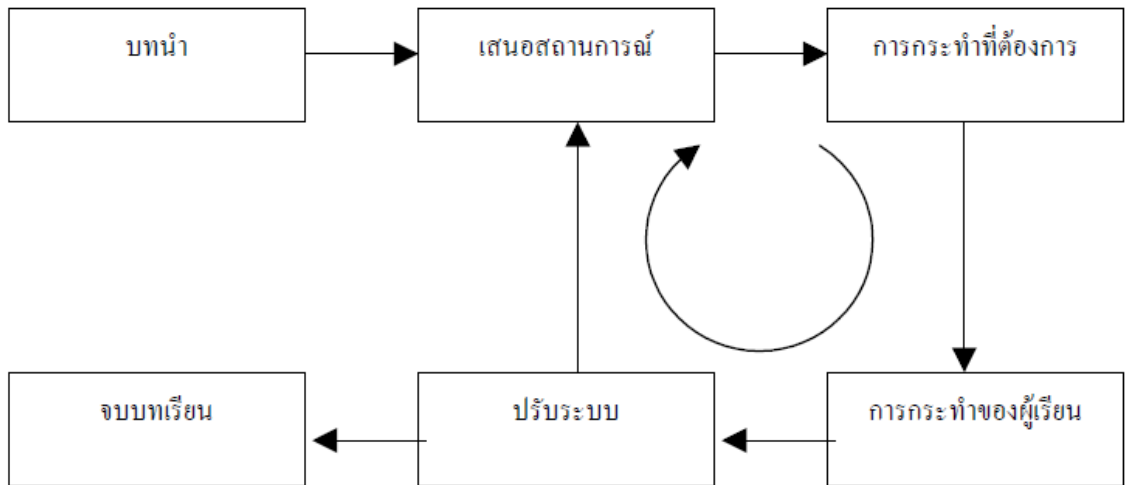 บทนำ
เสนอสถานการณ์
การกระทำที่ต้องการ
จบบทเรียน
ปรับระบบ
การกระทำของผู้เรียน